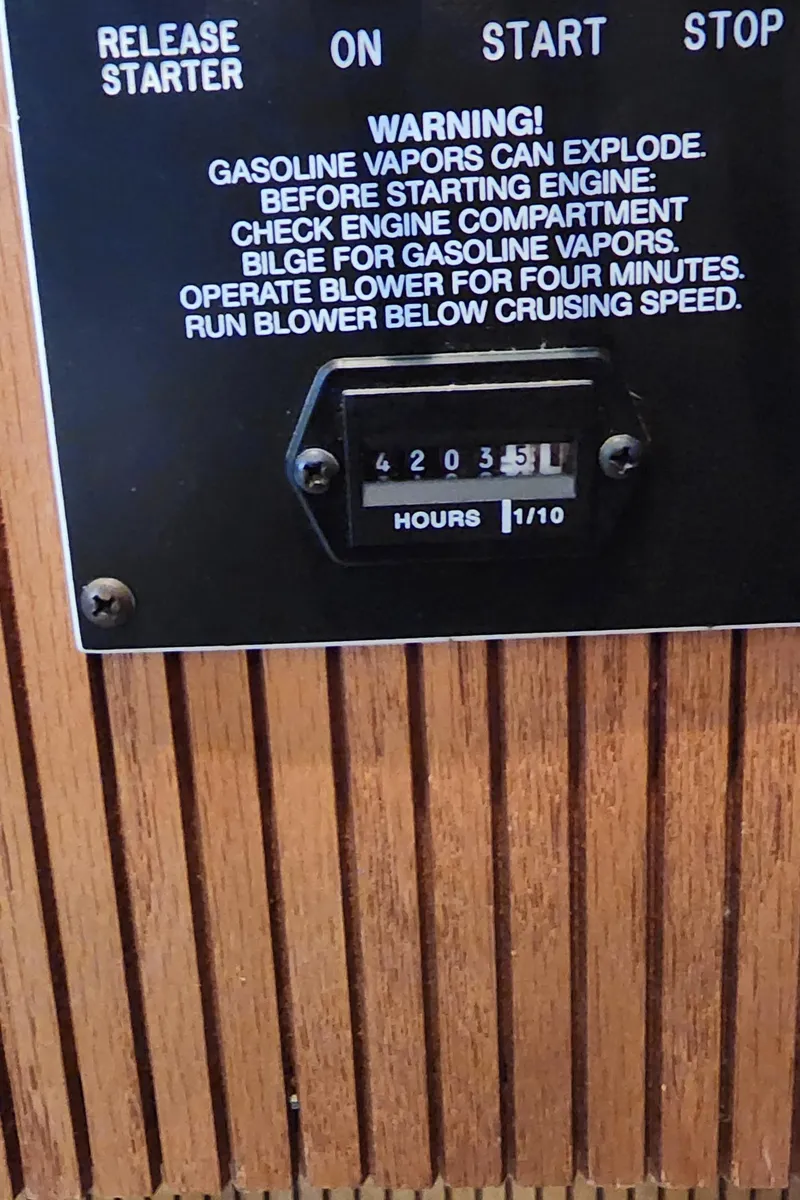 RELEASE STARTER ON START STOP
WARNING!
GASOLINE VAPORS CAN EXPLODE.
BEFORE STARTING ENGINE:
CHECK ENGINE COMPARTMENT
BILGE FOR GASOLINE VAPORS.
OPERATE BLOWER FOR FOUR MINUTES.
RUN BLOWER BELOW CRUISING SPEED.
4 2 0 3 5
HOURS 1/10